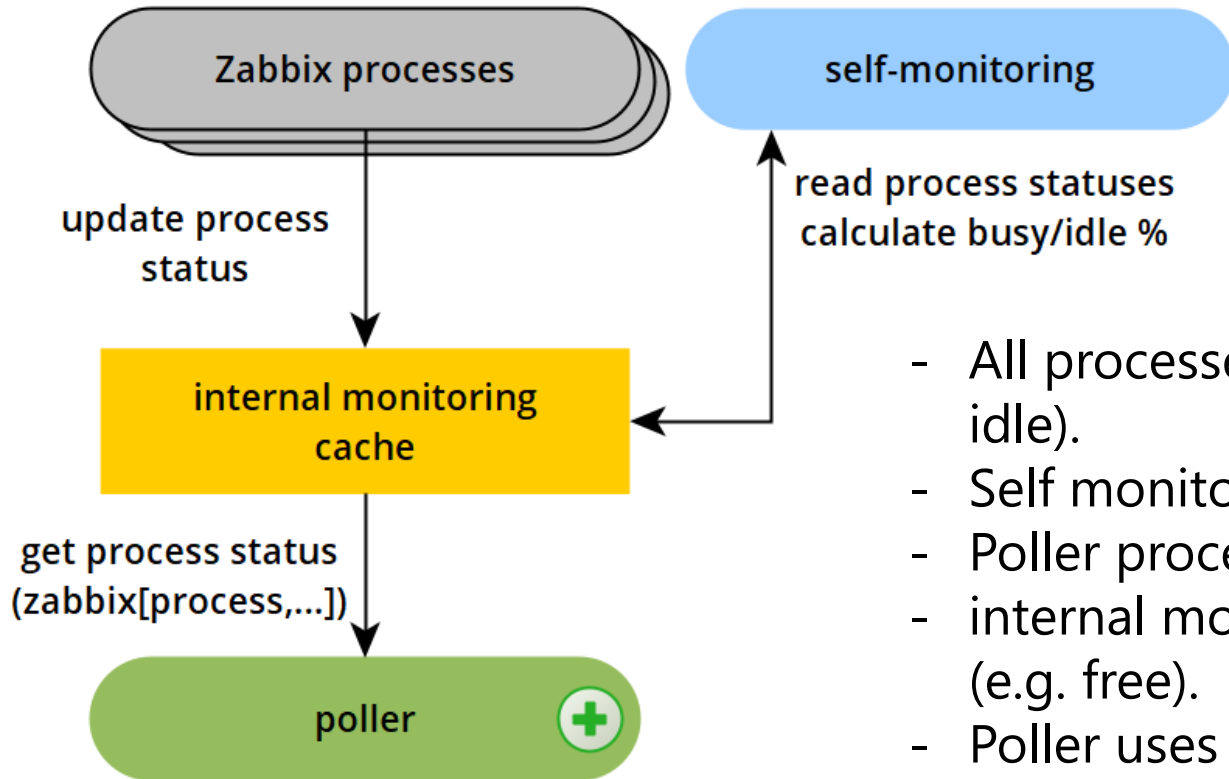 Zabbix processes
self-monitoring
update process
status
read process statuses
calculate busy/idle %
internal monitoring
cache
get process status
(zabbix[process,...])
poller
- All processe
idle).
- Self monito
- Poller proce
- internal mo
(e.g. free).
- Poller uses